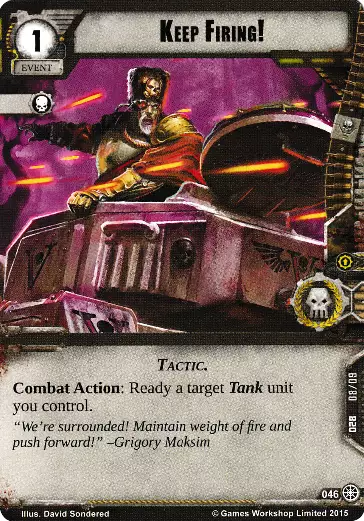 KEEP FIRING!
1
EVENT
TACTIC.
Combat Action: Ready a target Tank unit
you control.
“We’re surrounded! Maintain weight of fire and
push forward!” –Grigory Maksim
028 08/09
046
Illus. David Sondered
© Games Workshop Limited 2015